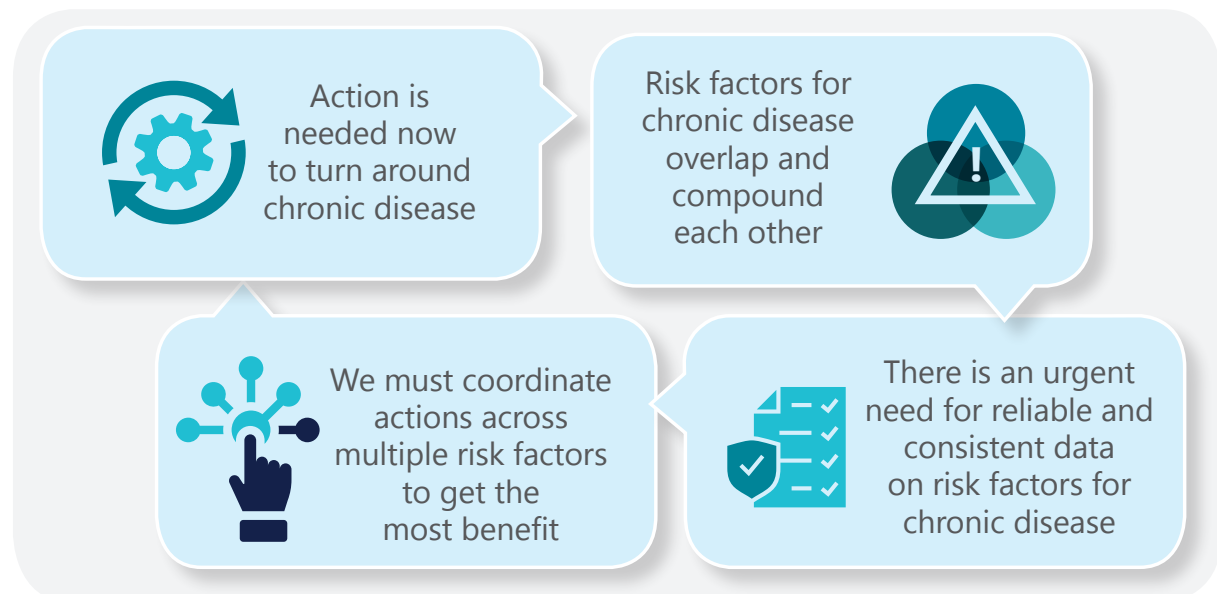 Action is
needed now
to turn around
chronic disease
Risk factors for
chronic disease
overlap and
compound
each other
!
There is an urgent
need for reliable and
consistent data
on risk factors for
chronic disease
We must coordinate
actions across
multiple risk factors
to get the
most benefit